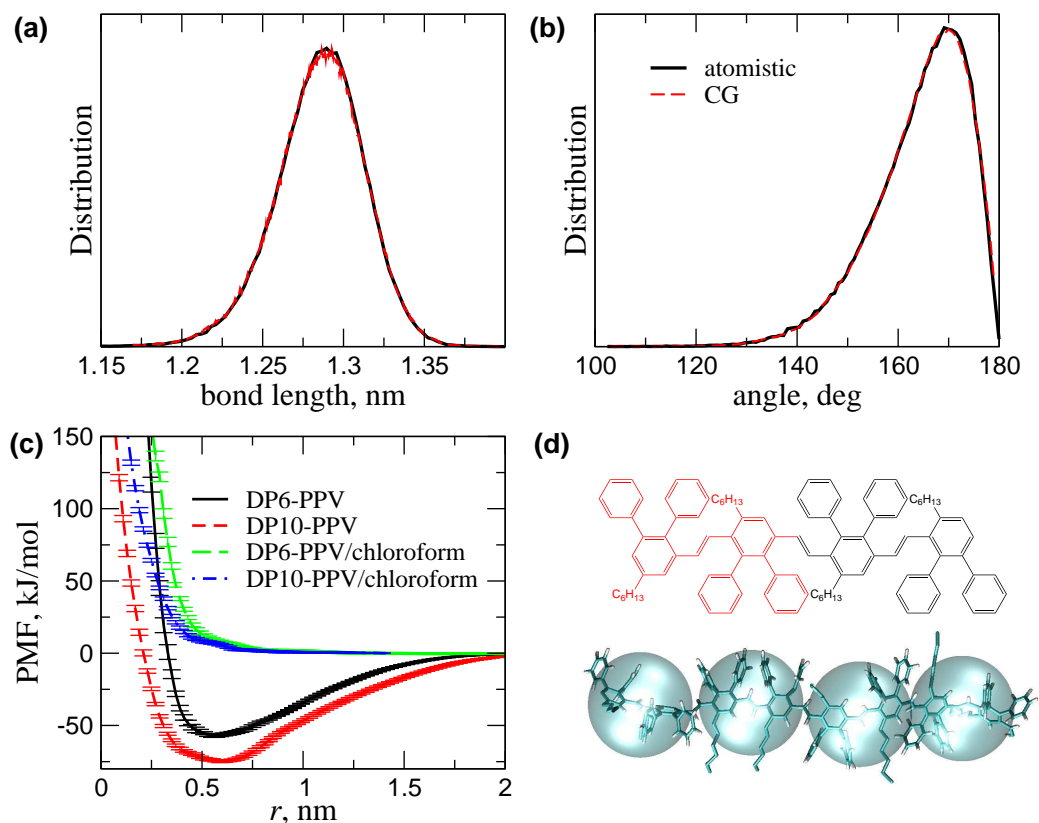 (a)
Distribution
1.15
1.20
1.25
1.30
1.35
bond length, nm
(b)
atomistic
CG
Distribution
100
120
140
160
180
angle, deg
(c)
150
100
50
0
-50
PMF, kJ/mol
DP6-PPV
DP10-PPV
DP6-PPV/chloroform
DP10-PPV/chloroform
0
0.5
1
1.5
2
r, nm
(d)
C6H13
C6H13
C6H13
C6H13